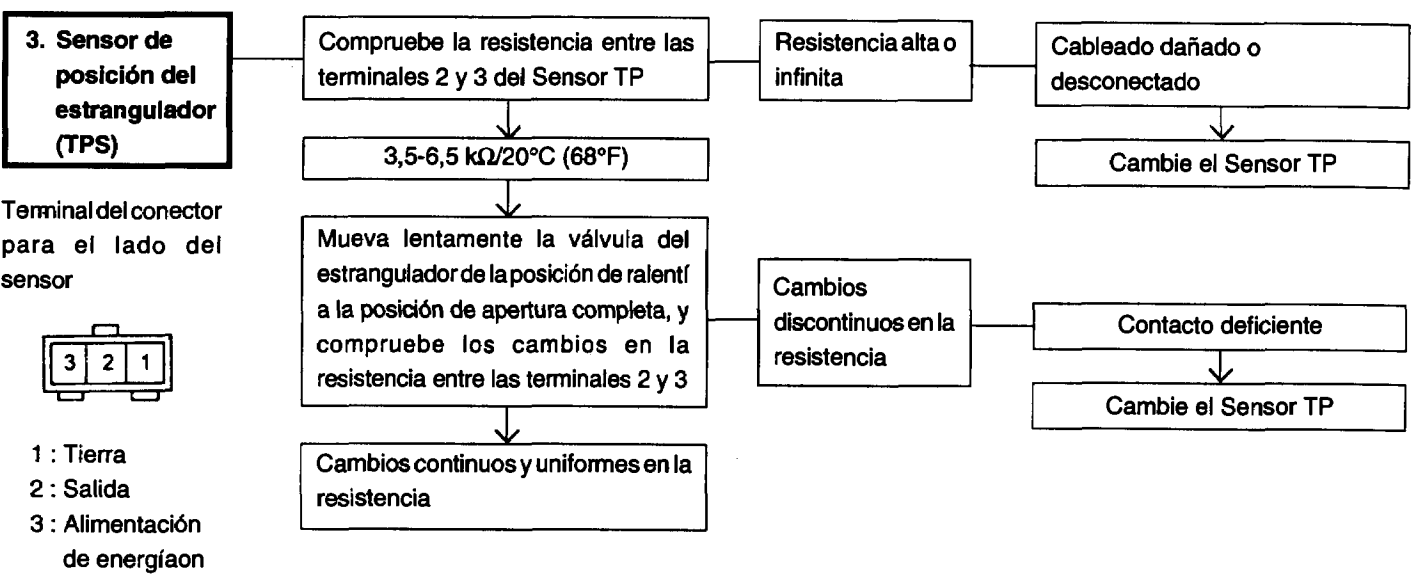 3. Sensor de
posición del
estrangulador
(TPS)
Terminal del conector
para el lado del
sensor
3 2 1
1 : Tierra
2 : Salida
3 : Alimentación
de energíaon
Compruebe la resistencia entre las
terminales 2 y 3 del Sensor TP
3,5-6,5 kΩ/20°C (68°F)
Mueva lentamente la válvula del
estrangulador de la posición de ralentí
a la posición de apertura completa, y
compruebe los cambios en la
resistencia entre las terminales 2 y 3
Cambios continuos y uniformes en la
resistencia
Resistencia alta o
infinita
Cableado dañado o
desconectado
Cambie el Sensor TP
Cambios
discontinuos en la
resistencia
Contacto deficiente
Cambie el Sensor TP